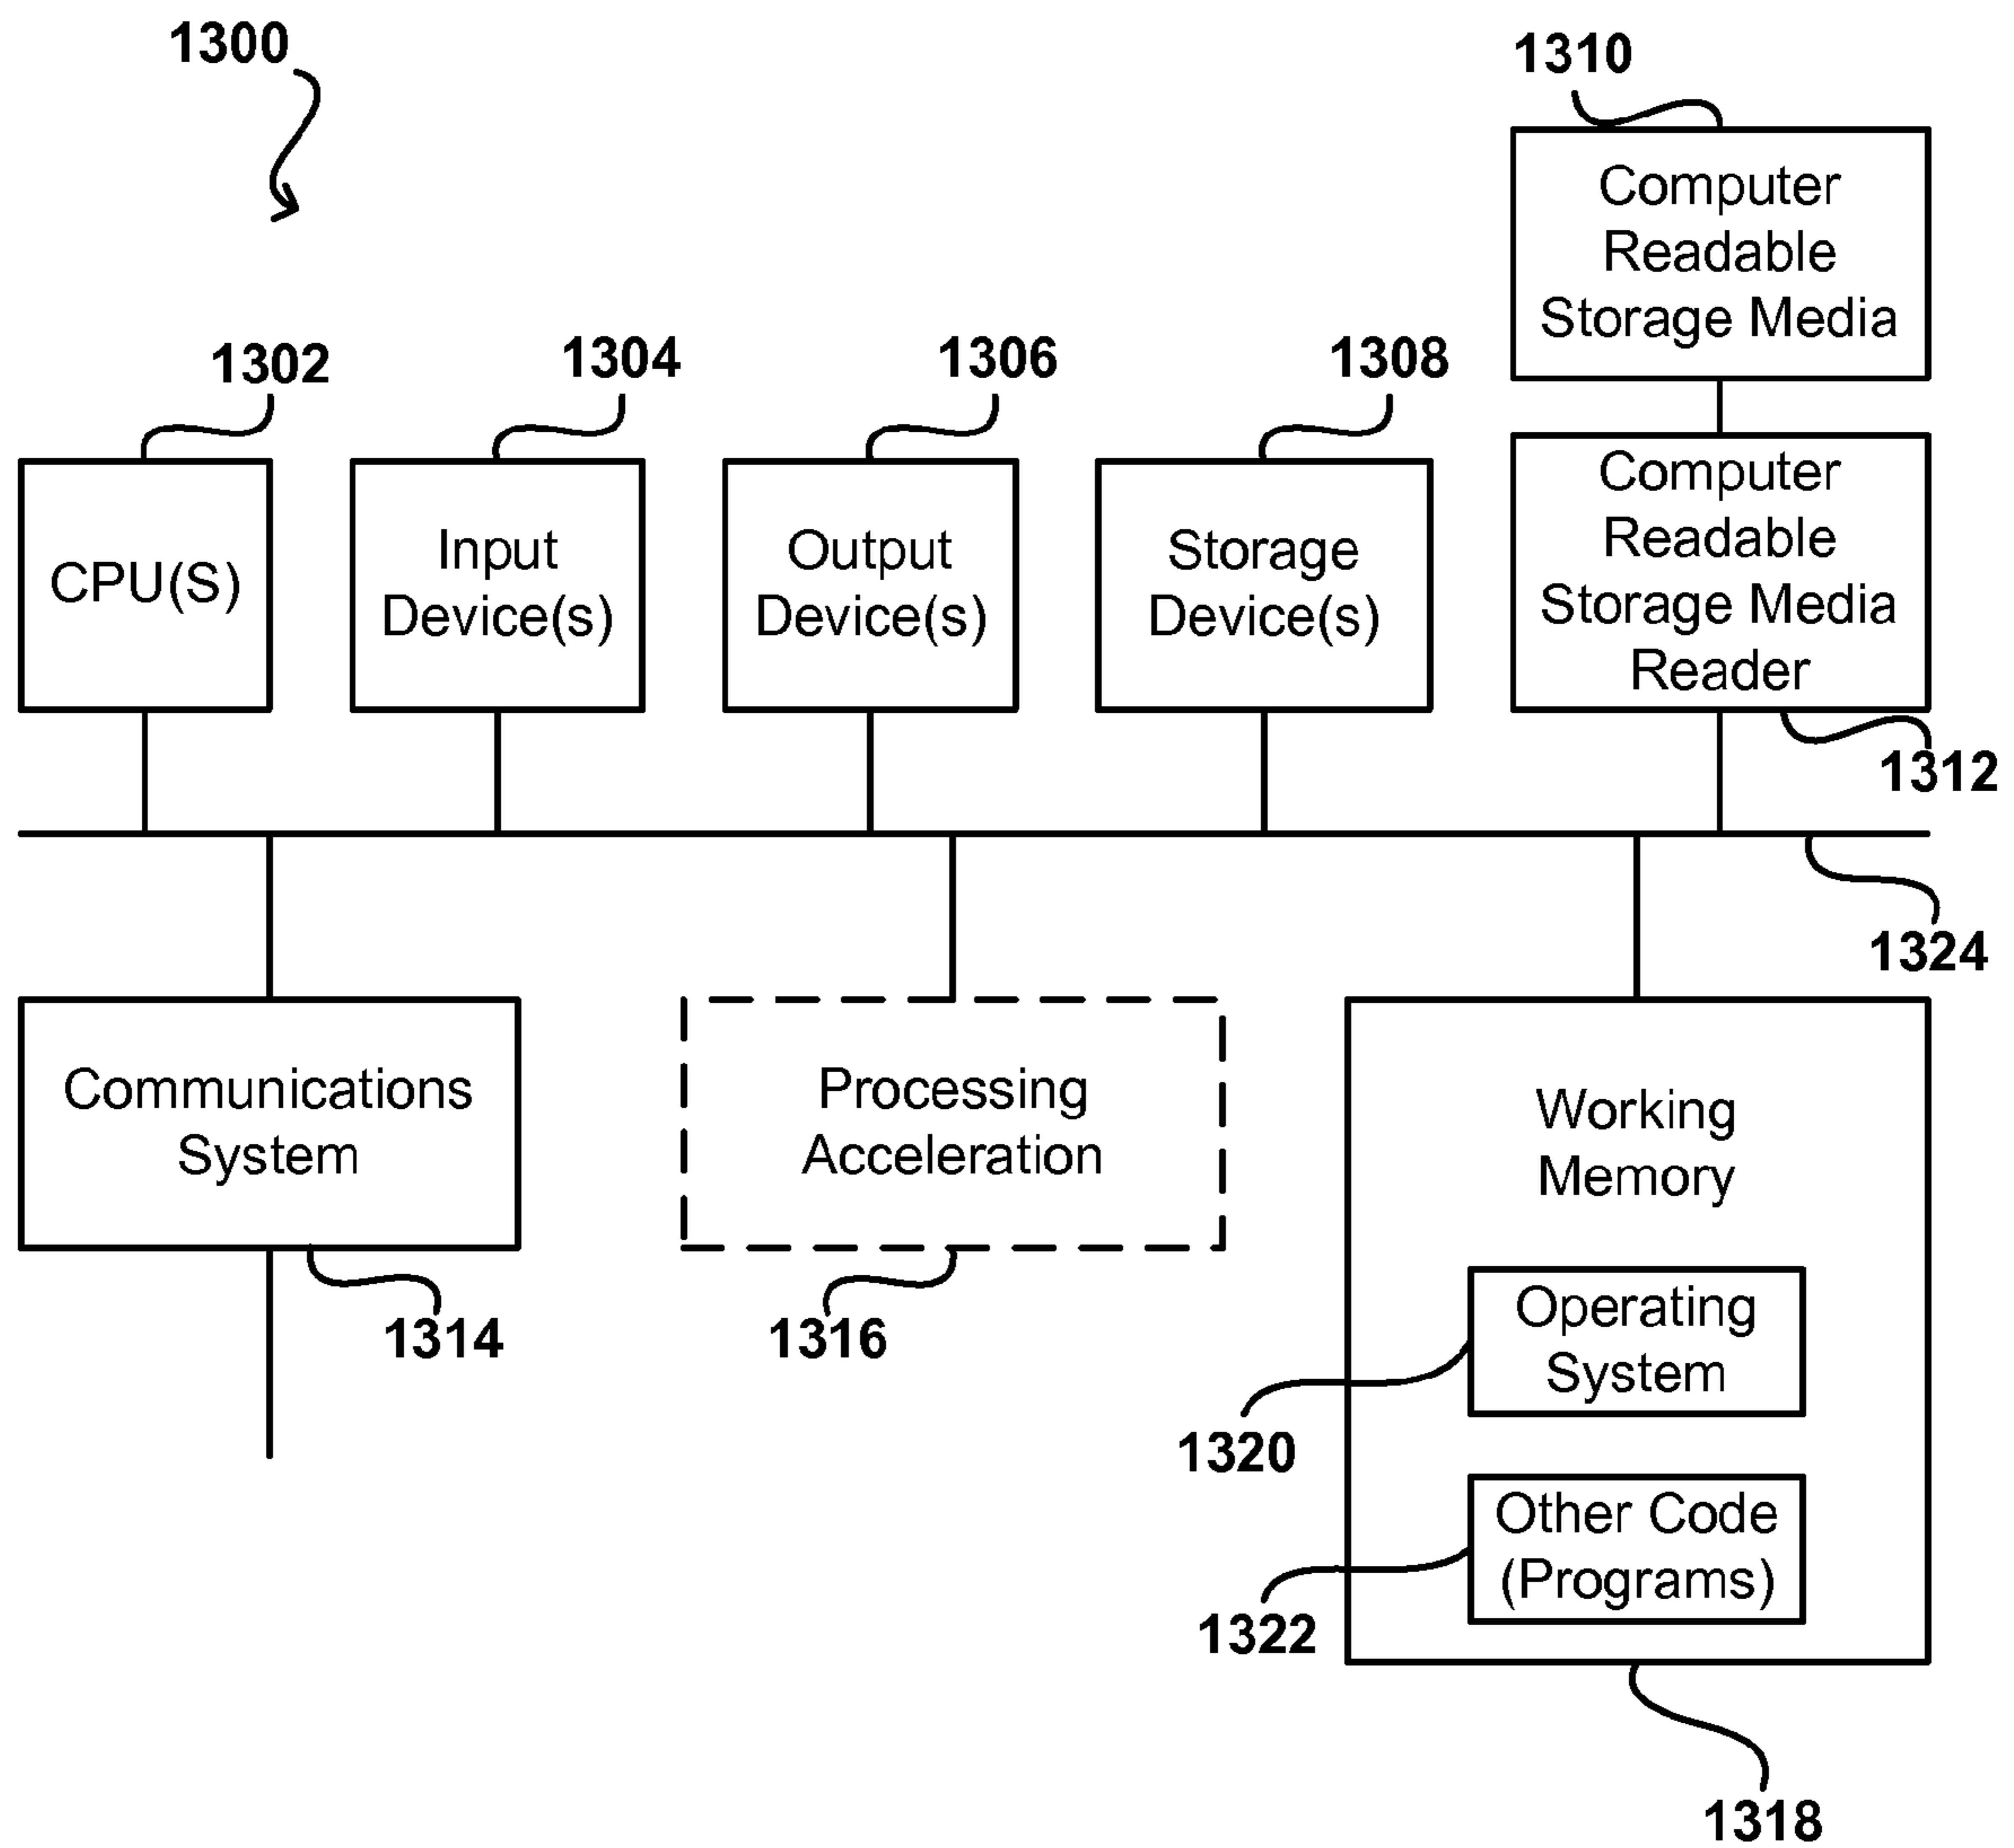 1300
1310
Computer
Readable
Storage Media
1302
1304
1306
1308
CPU(S)
Input
Device(s)
Output
Device(s)
Storage
Device(s)
Computer
Readable
Storage Media
Reader
1312
1324
Communications
System
1314
Processing
Acceleration
1316
Working
Memory
Operating
System
1320
Other Code
(Programs)
1322
1318